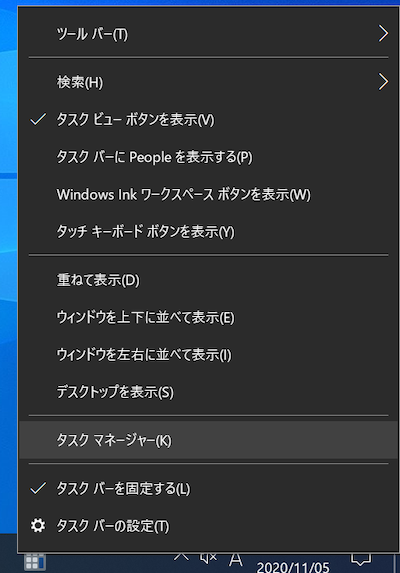 ツール バー(T)
検索(H)
タスク ビュー ボタンを表示(V)
タスク バーに People を表示する(P)
Windows Ink ワークスペース ボタンを表示(W)
タッチ キーボード ボタンを表示(Y)
重ねて表示(D)
ウィンドウを上下に並べて表示(E)
ウィンドウを左右に並べて表示(I)
デスクトップを表示(S)
タスク マネージャー(K)
タスク バーを固定する(L)
タスク バーの設定(T)
A
2020/11/05